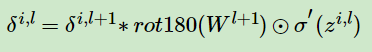 δ^{i,l} = δ^{i,l+1} * rot180(W^{l+1}) ⊙ σ′(z^{i,l})